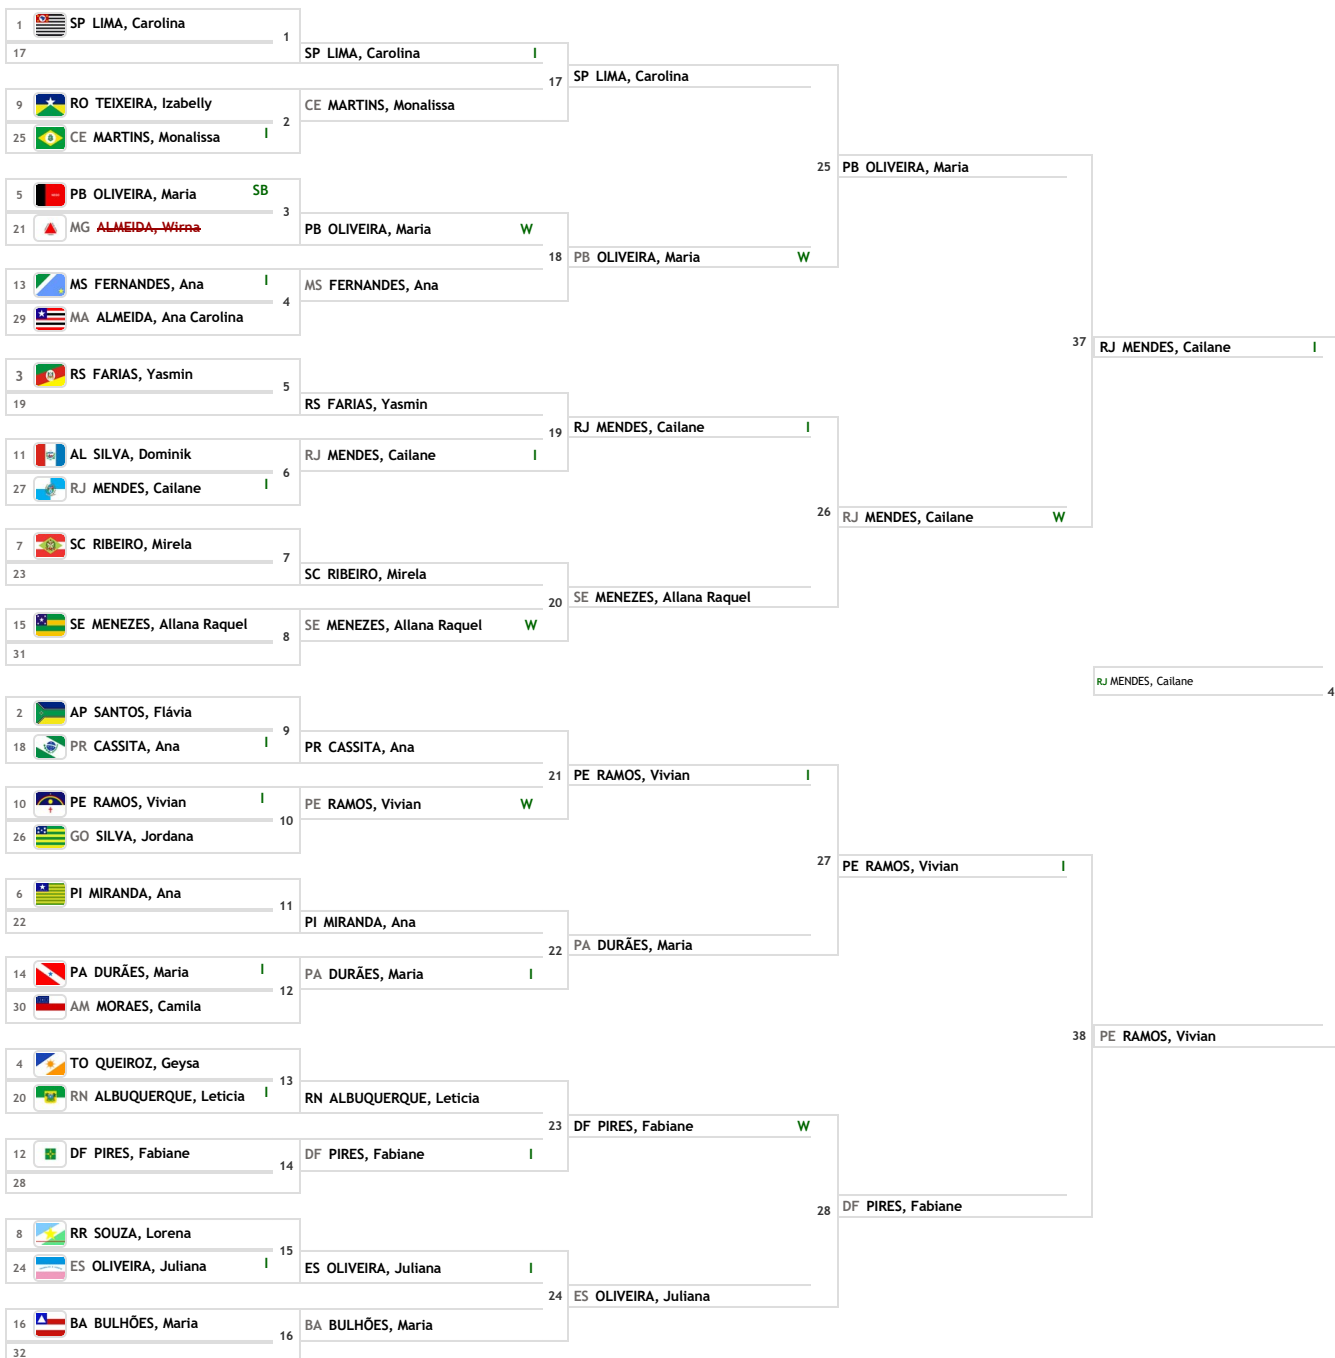 1 SP LIMA, Carolina
1
17
SP LIMA, Carolina I
17
SP LIMA, Carolina
9 RO TEIXEIRA, Izabelly
2
CE MARTINS, Monalissa
25 CE MARTINS, Monalissa I
25
PB OLIVEIRA, Maria
5 PB OLIVEIRA, Maria SB
3
21 MG ALMEIDA, Wirna
PB OLIVEIRA, Maria W
18
PB OLIVEIRA, Maria W
13 MS FERNANDES, Ana I
4
MS FERNANDES, Ana
29 MA ALMEIDA, Ana Carolina
37
RJ MENDES, Cailane I
3 RS FARIAS, Yasmin
5
19
RS FARIAS, Yasmin
19
RJ MENDES, Cailane I
11 AL SILVA, Dominik
6
RJ MENDES, Cailane I
27 RJ MENDES, Cailane I
26
RJ MENDES, Cailane W
7 SC RIBEIRO, Mirela
7
23
SC RIBEIRO, Mirela
20
SE MENEZES, Allana Raquel
15 SE MENEZES, Allana Raquel
8
SE MENEZES, Allana Raquel W
31
RJ MENDES, Cailane
4
2 AP SANTOS, Flávia
9
18 PR CASSITA, Ana I
PR CASSITA, Ana
21
PE RAMOS, Vivian I
10 PE RAMOS, Vivian I
10
PE RAMOS, Vivian W
26 GO SILVA, Jordana
27
PE RAMOS, Vivian I
6 PI MIRANDA, Ana
11
22
PI MIRANDA, Ana
22
PA DURÃES, Maria
14 PA DURÃES, Maria I
12
PA DURÃES, Maria I
30 AM MORAES, Camila
38
PE RAMOS, Vivian
4 TO QUEIROZ, Geysa
13
20 RN ALBUQUERQUE, Leticia I
RN ALBUQUERQUE, Leticia
23
DF PIRES, Fabiane W
12 DF PIRES, Fabiane
14
DF PIRES, Fabiane I
28
28
DF PIRES, Fabiane
8 RR SOUZA, Lorena
15
24 ES OLIVEIRA, Juliana I
ES OLIVEIRA, Juliana I
24
ES OLIVEIRA, Juliana
16 BA BULHÕES, Maria
16
BA BULHÕES, Maria
32